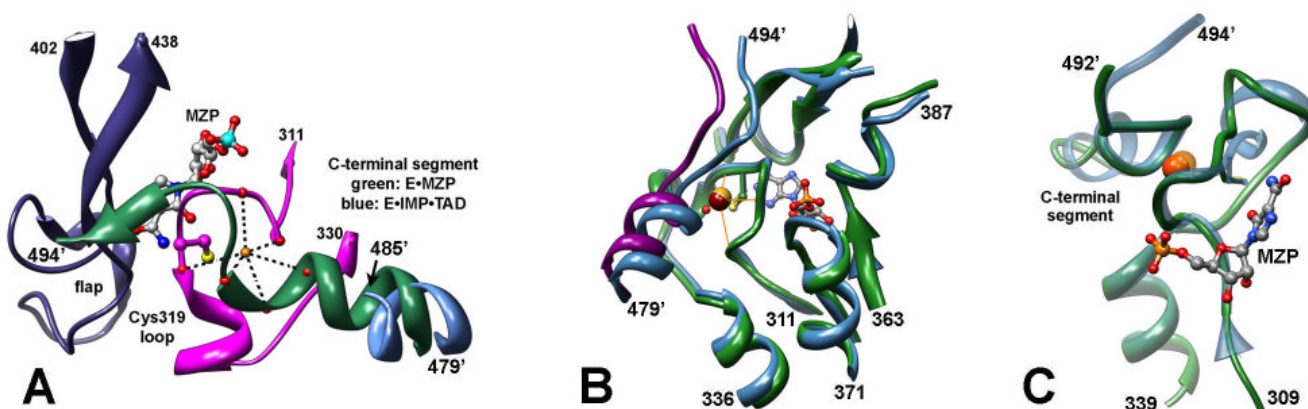 402
438
MZP
311
C-terminal segment
green: E•MZP
blue: E•IMP•TAD
330
485’
494’
flap
Cys319
loop
479’
A
494’
387
479’
311
363
336
371
B
494’
492’
C-terminal
segment
MZP
339
309
C